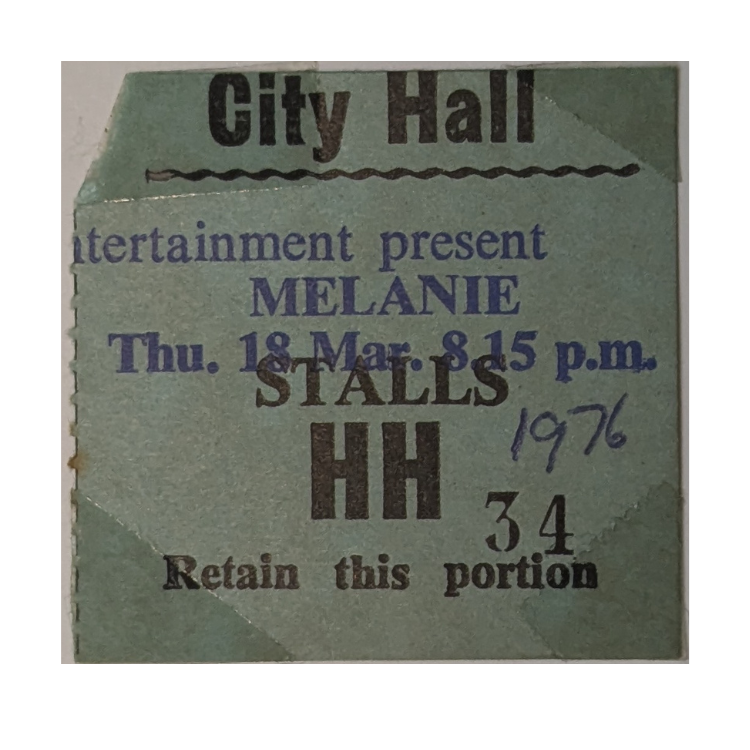 City Hall
ntertainment present
MELANIE
Thu. 18 Mar. 8.15 p.m.
STALLS
1976
HH
34
Retain this portion